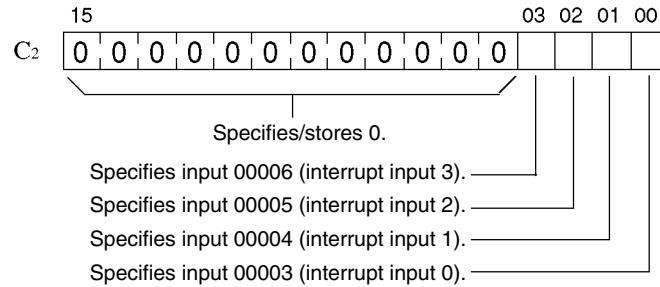 15 03 02 01 00
C2 0 0 0 0 0 0 0 0 0 0 0 0
Specifies/stores 0.
Specifies input 00006 (interrupt input 3).
Specifies input 00005 (interrupt input 2).
Specifies input 00004 (interrupt input 1).
Specifies input 00003 (interrupt input 0).